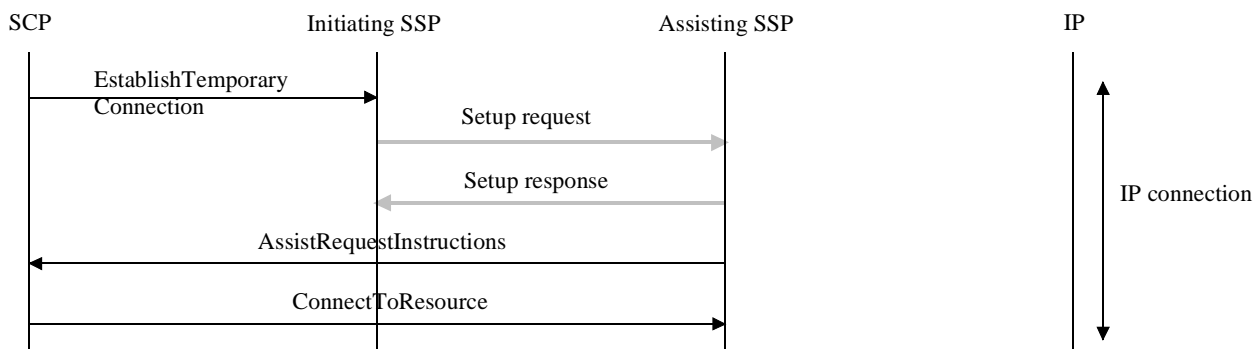 SCP
Initiating SSP
Assisting SSP
IP
EstablishTemporary
Connection
Setup request
Setup response
IP connection
AssistRequestInstructions
ConnectToResource